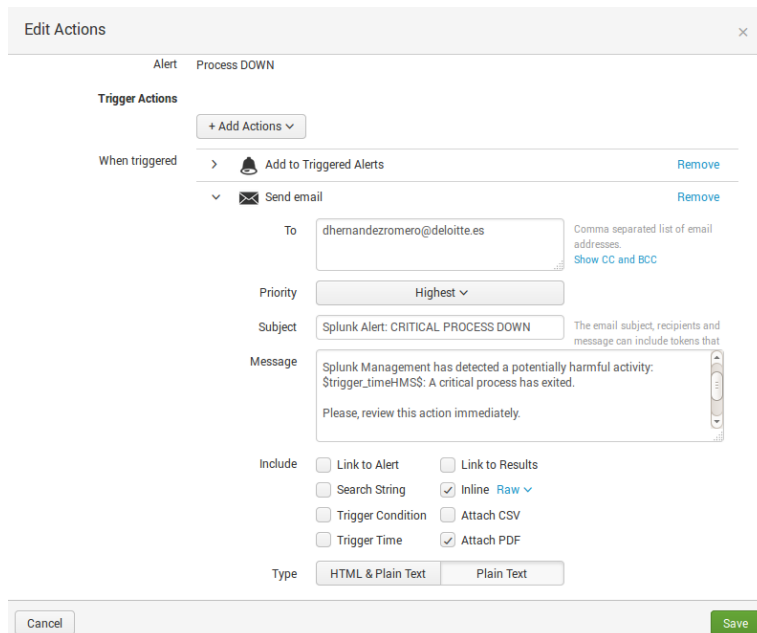 Edit Actions ×
Alert Process DOWN
Trigger Actions
+ Add Actions
When triggered Add to Triggered Alerts Remove
Send email Remove
To dhernandezromero@deloitte.es
Comma separated list of email
addresses.
Show CC and BCC
Priority Highest
Subject Splunk Alert: CRITICAL PROCESS DOWN
The email subject, recipients and
message can include tokens that
Message Splunk Management has detected a potentially harmful activity:
$trigger_timeHMS$: A critical process has exited.
Please, review this action immediately.
Include Link to Alert Link to Results
Search String Inline Raw
Trigger Condition Attach CSV
Trigger Time Attach PDF
Type HTML & Plain Text Plain Text
Cancel Save